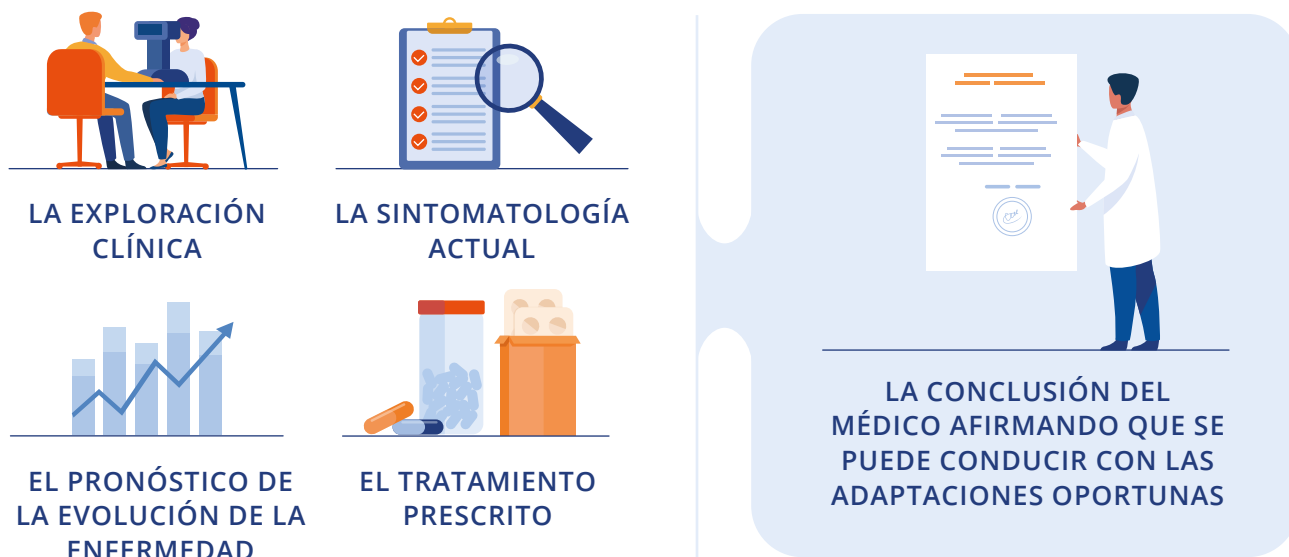 LA EXPLORACIÓN
CLÍNICA
LA SINTOMATOLOGÍA
ACTUAL
EL PRONÓSTICO DE
LA EVOLUCIÓN DE LA
ENFERMEDAD
EL TRATAMIENTO
PRESCRITO
LA CONCLUSIÓN DEL
MÉDICO AFIRMANDO QUE SE
PUEDE CONDUCIR CON LAS
ADAPTACIONES OPORTUNAS